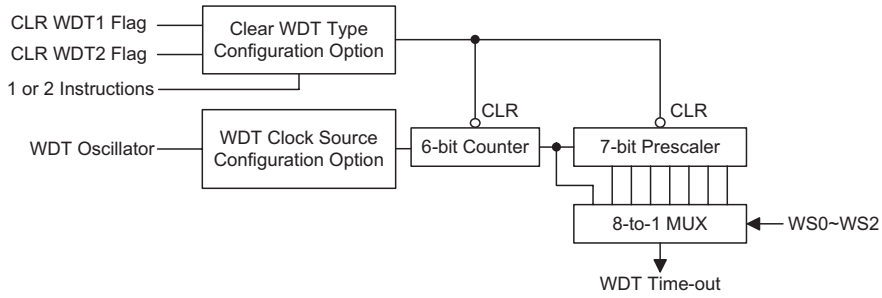 CLR WDT1 Flag
CLR WDT2 Flag
1 or 2 Instructions
Clear WDT Type
Configuration Option
WDT Oscillator
WDT Clock Source
Configuration Option
CLR
6-bit Counter
CLR
7-bit Prescaler
8-to-1 MUX
WS0~WS2
WDT Time-out